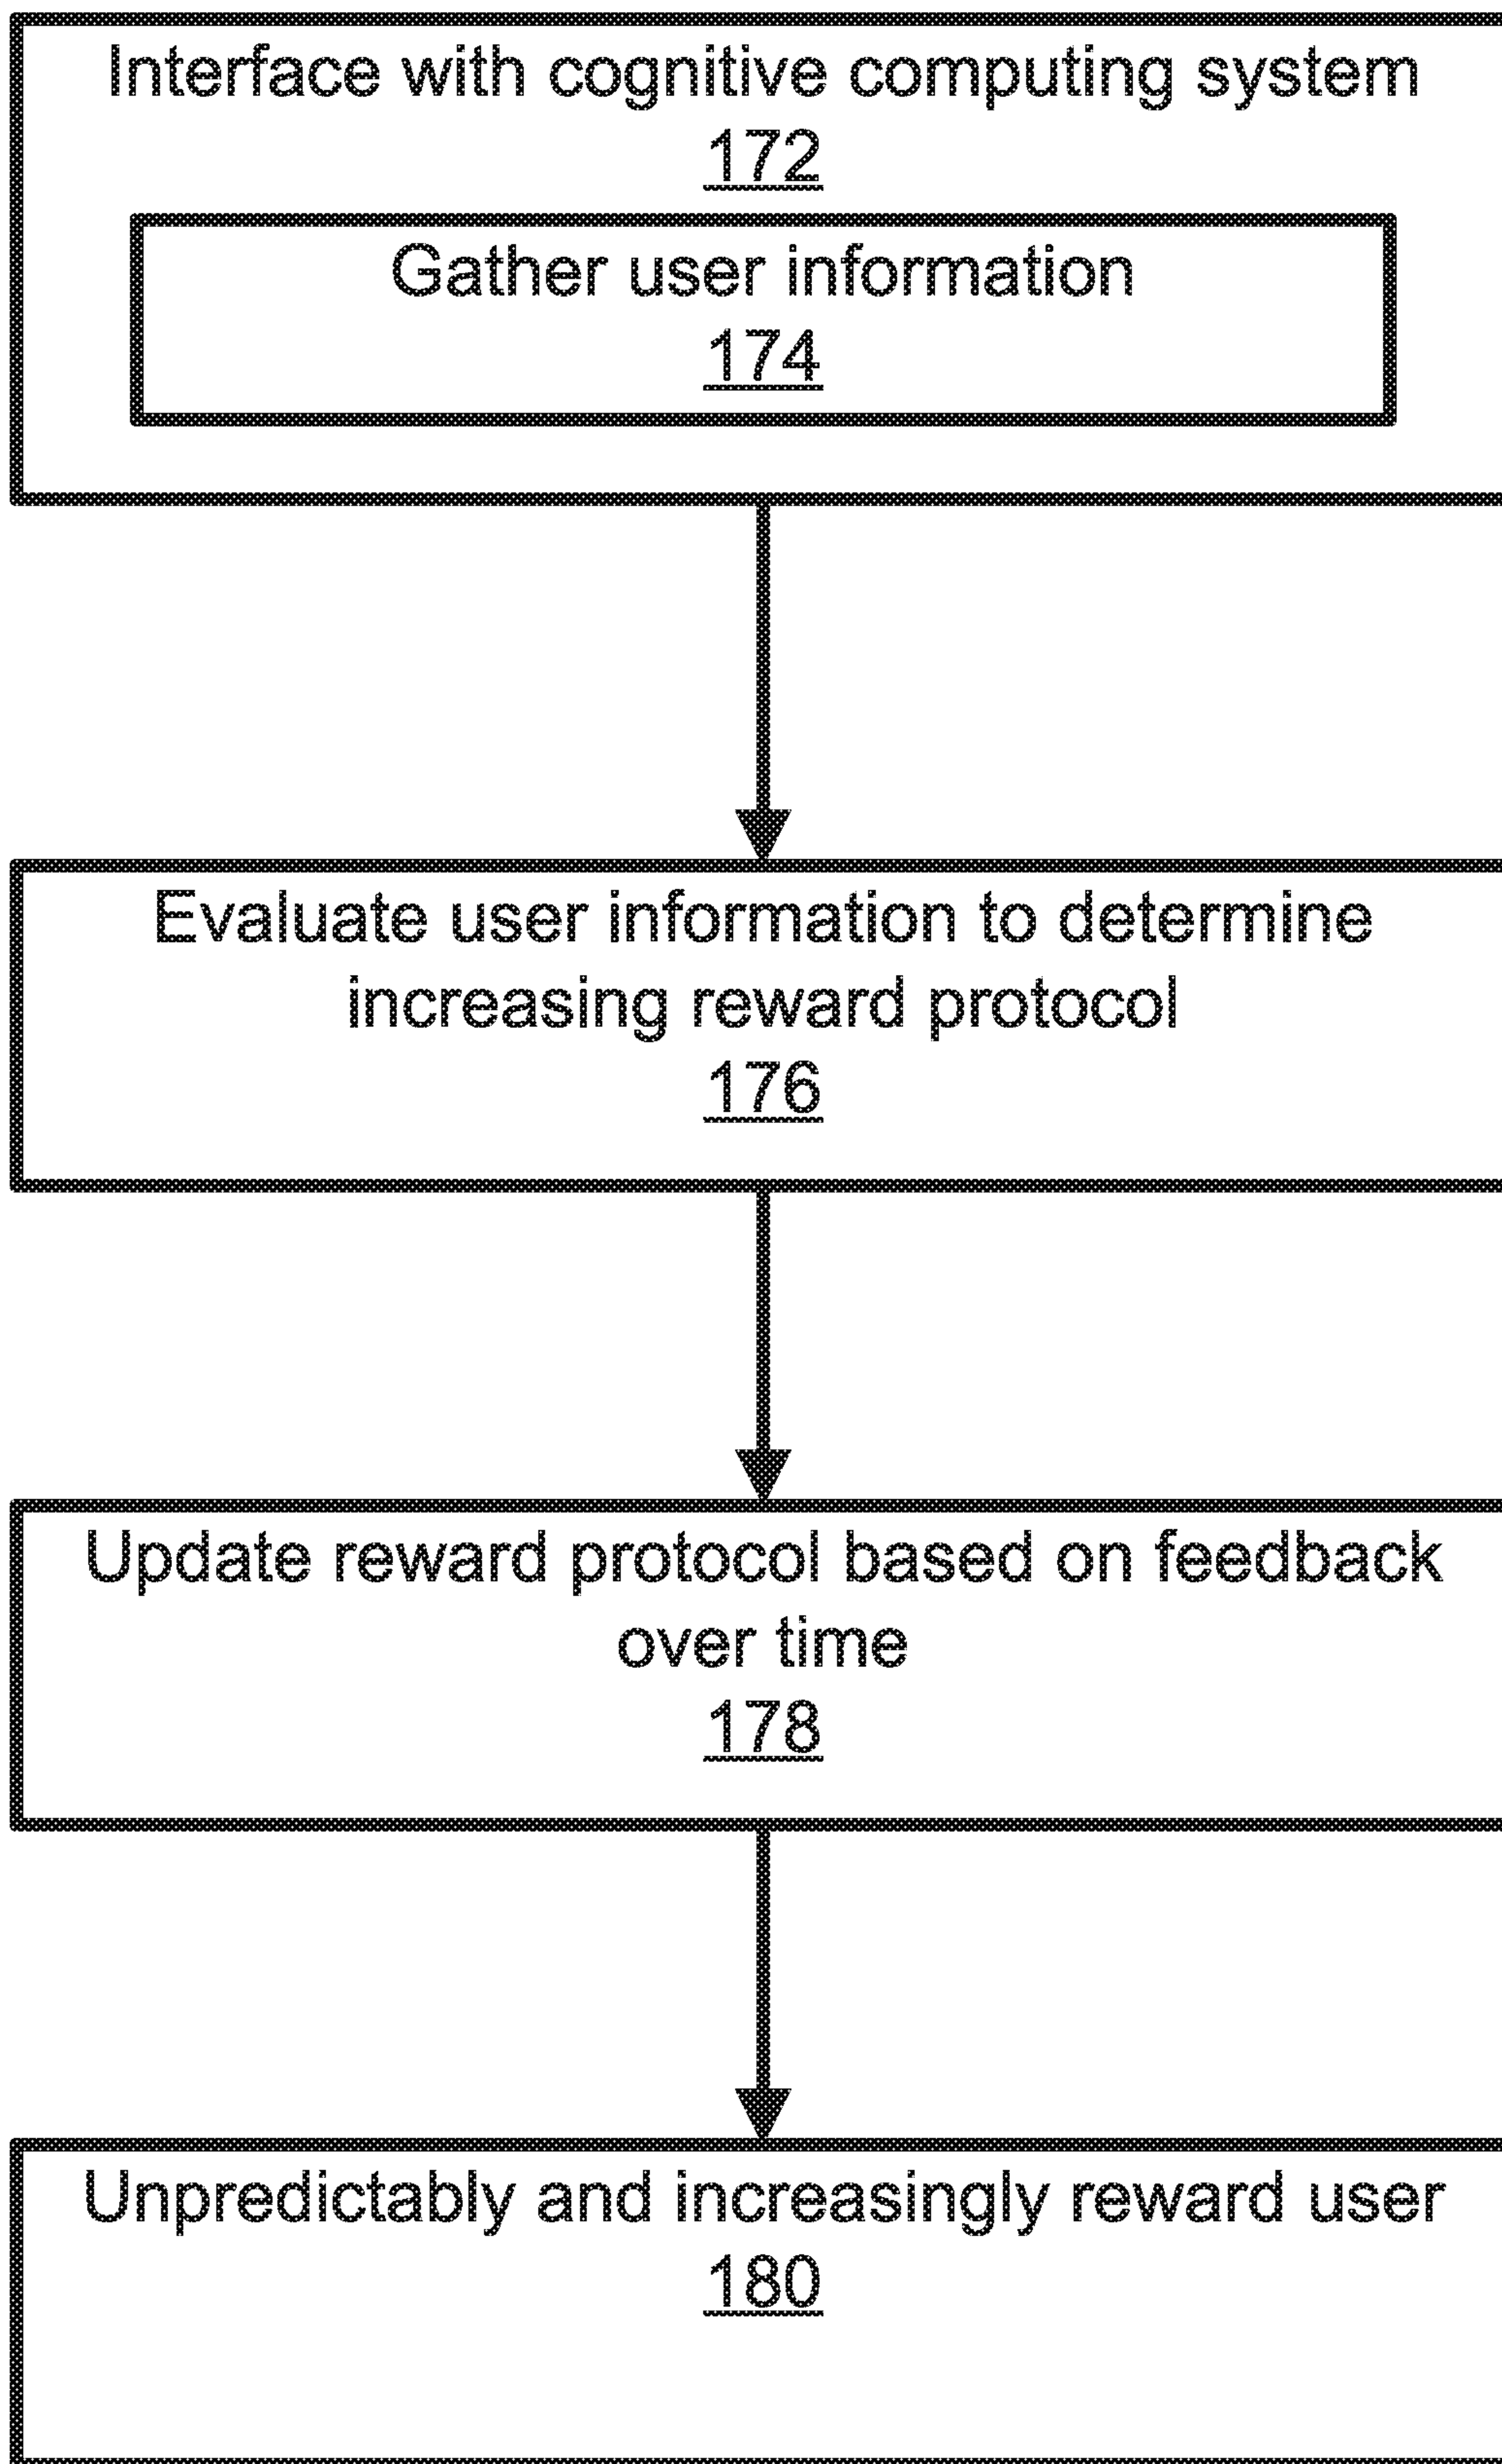 Interface with cognitive computing system
172
Gather user information
174
Evaluate user information to determine
increasing reward protocol
176
Update reward protocol based on feedback
over time
178
Unpredictably and increasingly reward user
180